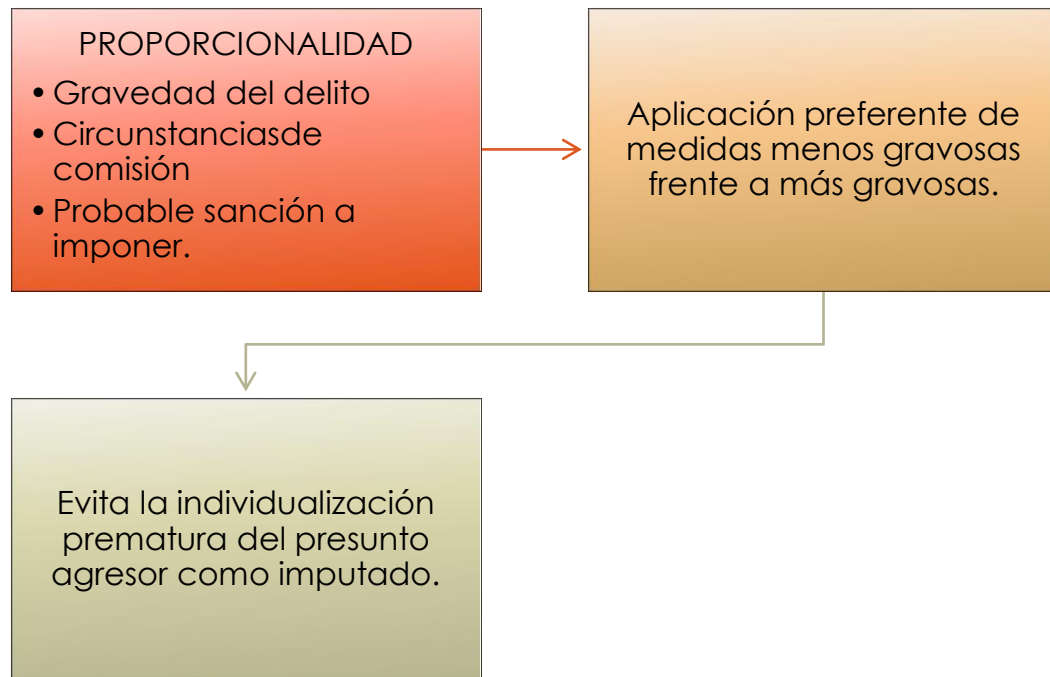 PROPORCIONALIDAD
• Gravedad del delito
• Circunstanciasde
comisión
• Probable sanción a
imponer.
Aplicación preferente de
medidas menos gravosas
frente a más gravosas.
Evita la individualización
prematura del presunto
agresor como imputado.